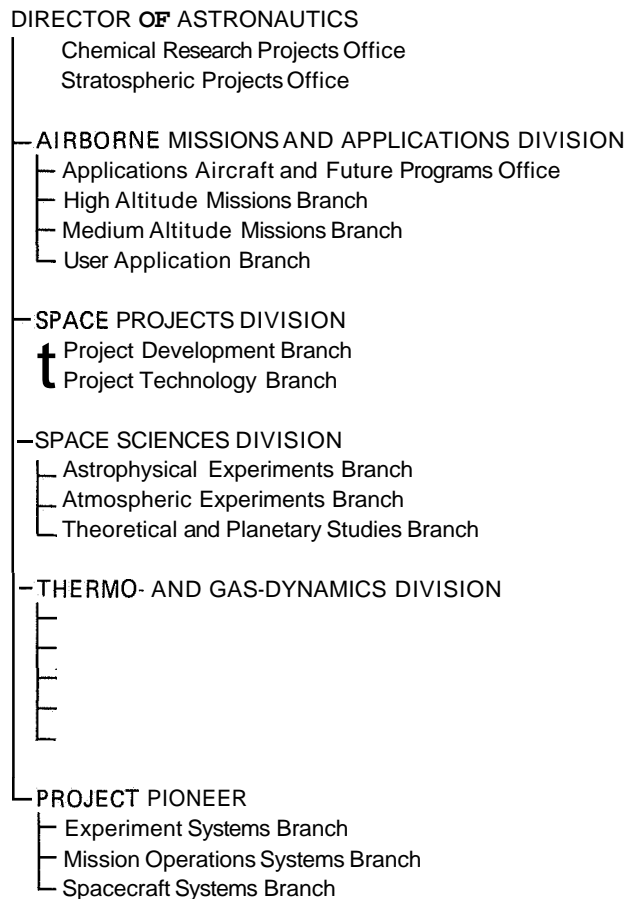 DIRECTOR OF ASTRONAUTICS
Chemical Research Projects Office
Stratospheric Projects Office
AIRBORNE MISSIONS AND APPLICATIONS DIVISION
Applications Aircraft and Future Programs Office
High Altitude Missions Branch
Medium Altitude Missions Branch
User Application Branch
SPACE PROJECTS DIVISION
Project Development Branch
Project Technology Branch
SPACE SCIENCES DIVISION
Astrophysical Experiments Branch
Atmospheric Experiments Branch
Theoretical and Planetary Studies Branch
THERMO- AND GAS-DYNAMICS DIVISION
PROJECT PIONEER
Experiment Systems Branch
Mission Operations Systems Branch
Spacecraft Systems Branch